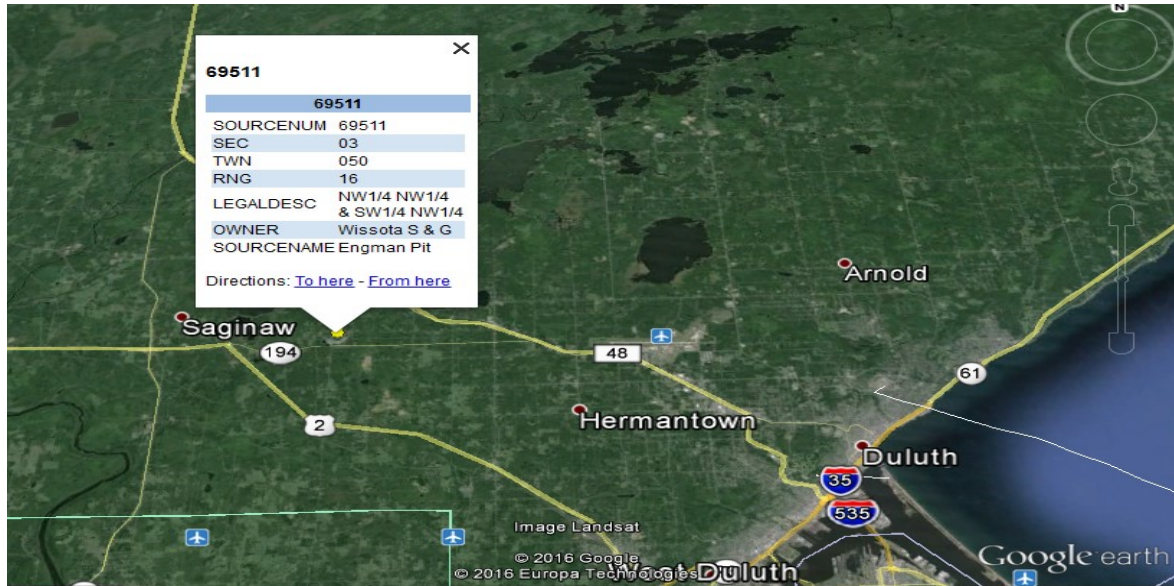 N
69511
69511
SOURCENUM 69511
SEC 03
TWN 050
RNG 16
LEGALDESC NW1/4 NW1/4
& SW1/4 NW1/4
OWNER Wissota S & G
SOURCENAME Engman Pit
Directions: To here - From here
Arnold
Saginaw
194
48
61
Hermantown
2
Duluth
35
535
Image Landsat
© 2016 Google
© 2016 Europa Technologies
West Duluth
Google earth